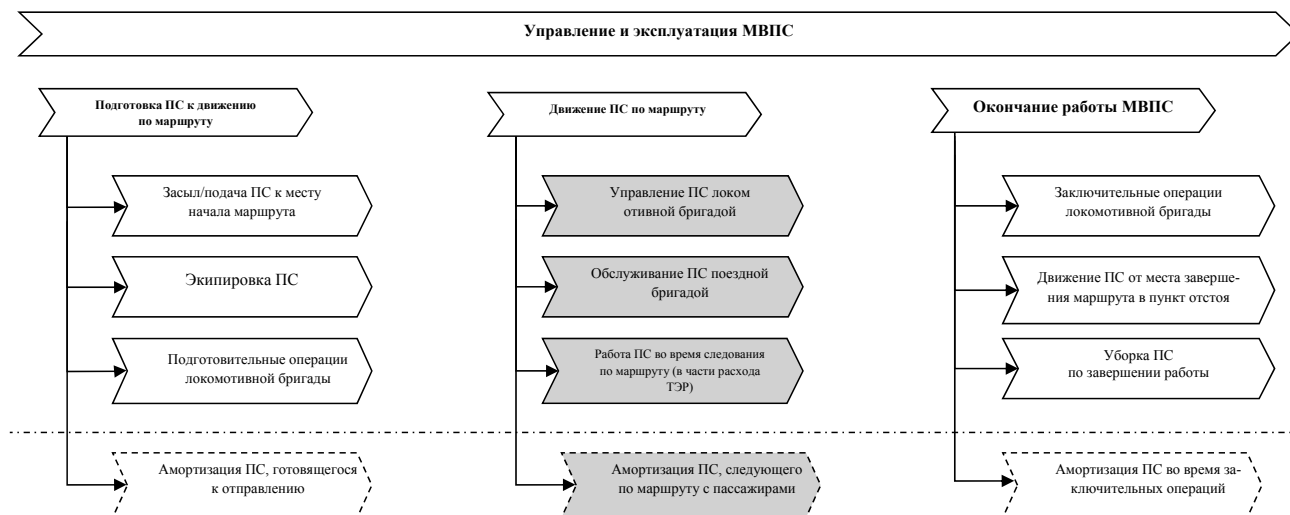 Управление и эксплуатация МВПС
Подготовка ПС к движению
по маршруту
Засыл/подача ПС к месту
начала маршрута
Экипировка ПС
Подготовительные операции
локомотивной бригады
Амортизация ПС, готовящегося
к отправлению
Движение ПС по маршруту
Управление ПС локом
отивной бригадой
Обслуживание ПС поездной
бригадой
Работа ПС во время следования
по маршруту (в части расхода
ТЭР)
Амортизация ПС, следующего
по маршруту с пассажирами
Окончание работы МВПС
Заключительные операции
локомотивной бригады
Движение ПС от места заверше-
ния маршрута в пункт отстоя
Уборка ПС
по завершении работы
Амортизация ПС во время за-
ключительных операций